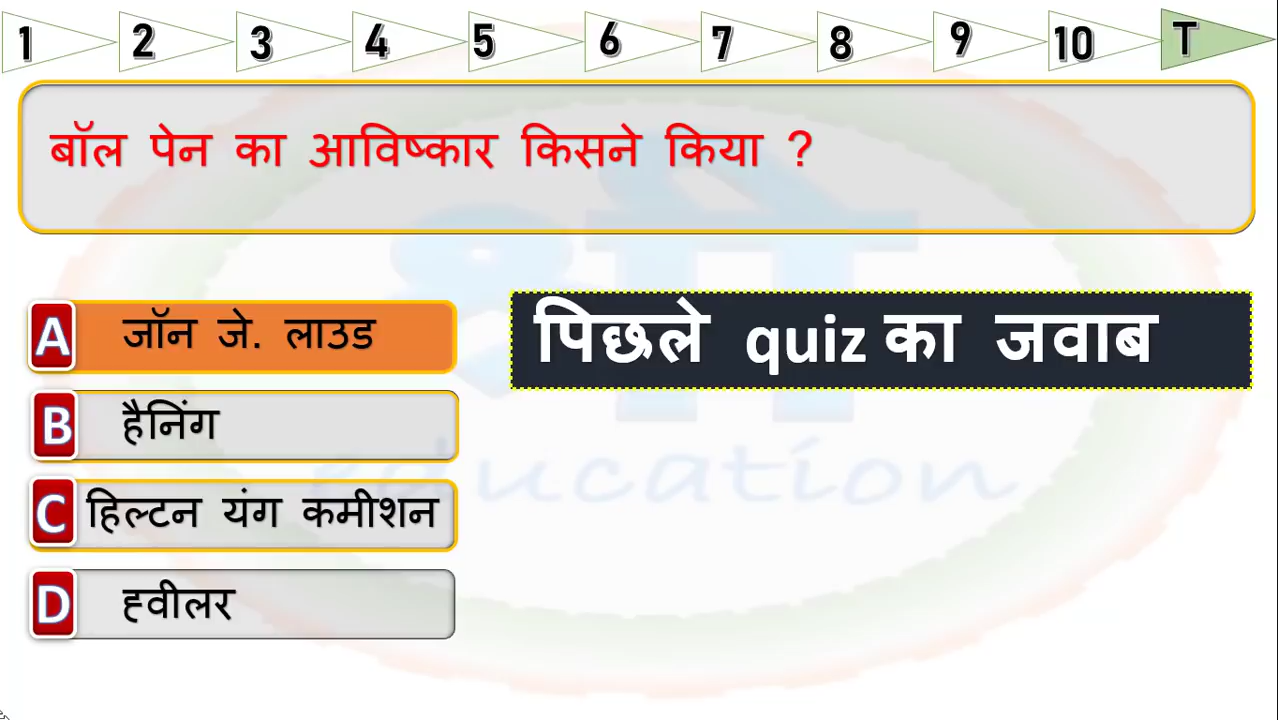 1 2 3 4 5 6 7 8 9 10 T
बॉल पेन का आविष्कार किसने किया ?
A जॉन जे. लाउड
पिछले quiz का जवाब
B हैनिंग
C हिल्टन यंग कमीशन
D ह्वीलर
education